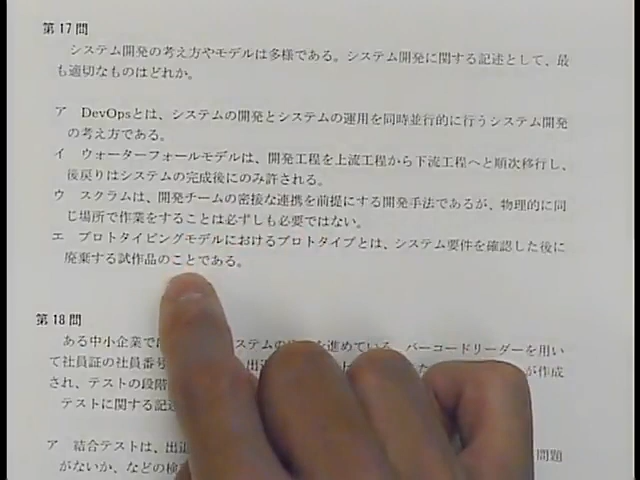 第17問
システム開発の考え方やモデルは多様である。システム開発に関する記述として、最
も適切なものはどれか。
ア DevOpsとは、システムの開発とシステムの運用を同時並行的に行うシステム開発
の考え方である。
イ ウォーターフォールモデルは、開発工程を上流工程から下流工程へと順次移行し、
後戻りはシステムの完成後にのみ許される。
ウ スクラムは、開発チームの密接な連携を前提にする開発手法であるが、物理的に同
じ場所で作業をすることは必ずしも必要ではない。
エ プロトタイピングモデルにおけるプロトタイプとは、システム要件を確認した後に
廃棄する試作品のことである。
第18問
ある中小企業で ステムの を進めている。バーコードリーダーを用い
て社員証の社員番号 が作成
され、テストの段階
テストに関する記述
ア 結合テストは、出退 問題
がないか、などの検